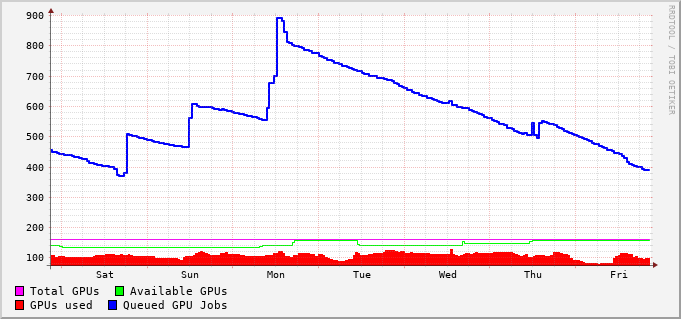 900
800
700
600
500
400
300
200
100
Sat Sun Mon Tue Wed Thu Fri
Total GPUs Available GPUs
GPUs used Queued GPU Jobs
RRDTOOL / TOBI OETIKER